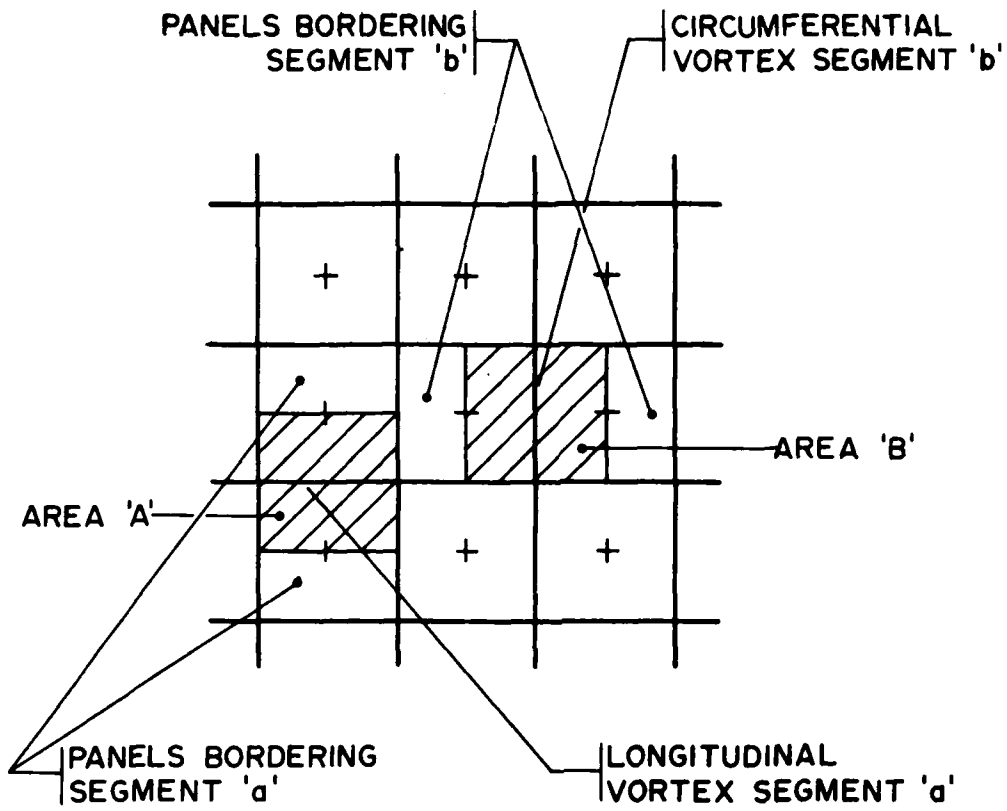 PANELS BORDERING
SEGMENT 'b'
CIRCUMFERENTIAL
VORTEX SEGMENT 'b'
AREA 'B'
AREA 'A'
PANELS BORDERING
SEGMENT 'a'
LONGITUDINAL
VORTEX SEGMENT 'a'